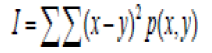 I = ∑∑(x−y)² p(x,y)